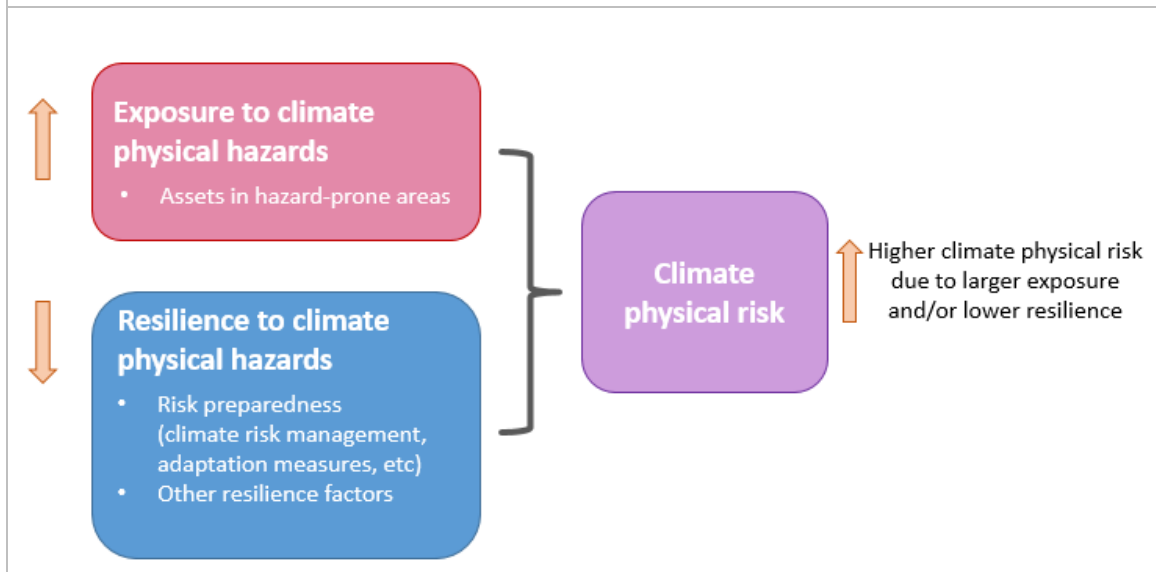 Exposure to climate
physical hazards
• Assets in hazard-prone areas
Resilience to climate
physical hazards
• Risk preparedness
(climate risk management,
adaptation measures, etc)
• Other resilience factors
Climate
physical risk
Higher climate physical risk
due to larger exposure
and/or lower resilience